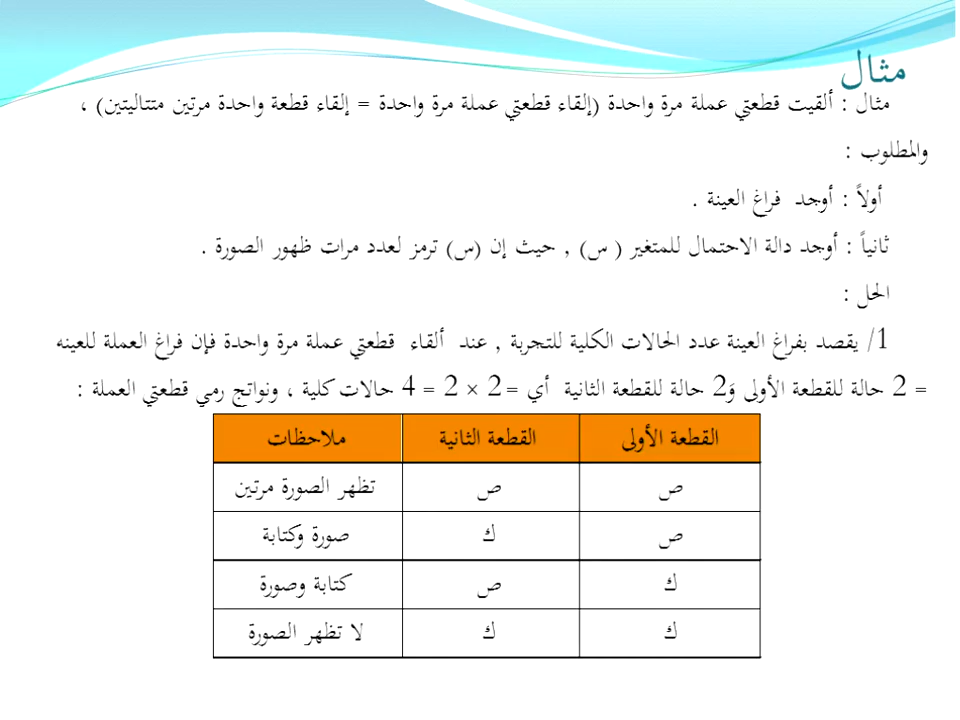 مثال
مثال : ألقيت قطعتي عملة مرة واحدة (إلقاء قطعتي عملة مرة واحدة = إلقاء قطعة واحدة مرتين متتاليتين) ،
والمطلوب :
أولاً : أوجد فراغ العينة .
ثانياً : أوجد دالة الاحتمال للمتغير ( س) , حيث إن (س) ترمز لعدد مرات ظهور الصورة .
الحل :
1/ يقصد بفراغ العينة عدد الحالات الكلية للتجربة , عند ألقاء قطعتي عملة مرة واحدة فإن فراغ العملة للعينه
= 2 حالة للقطعة الأولى وَ2 حالة للقطعة الثانية أي = 2 × 2 = 4 حالات كلية ، ونواتج رمي قطعتي العملة :
القطعة الأولى القطعة الثانية ملاحظات
ص ص تظهر الصورة مرتين
ص ك صورة وكتابة
ك ص كتابة وصورة
ك ك لا تظهر الصورة